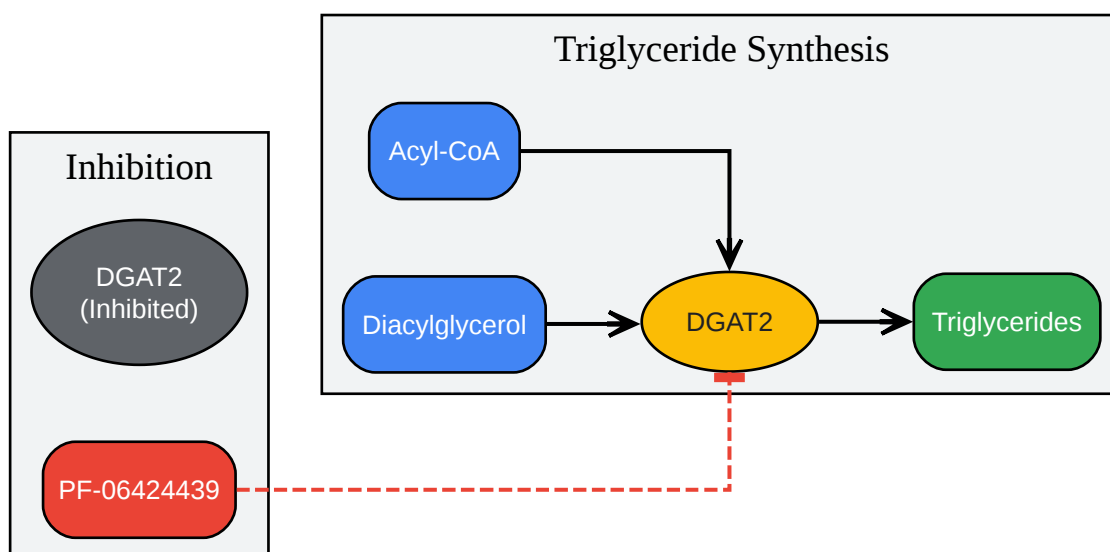 Triglyceride Synthesis
Acyl-CoA
Inhibition
DGAT2
(Inhibited)
Diacylglycerol
DGAT2
Triglycerides
PF-06424439